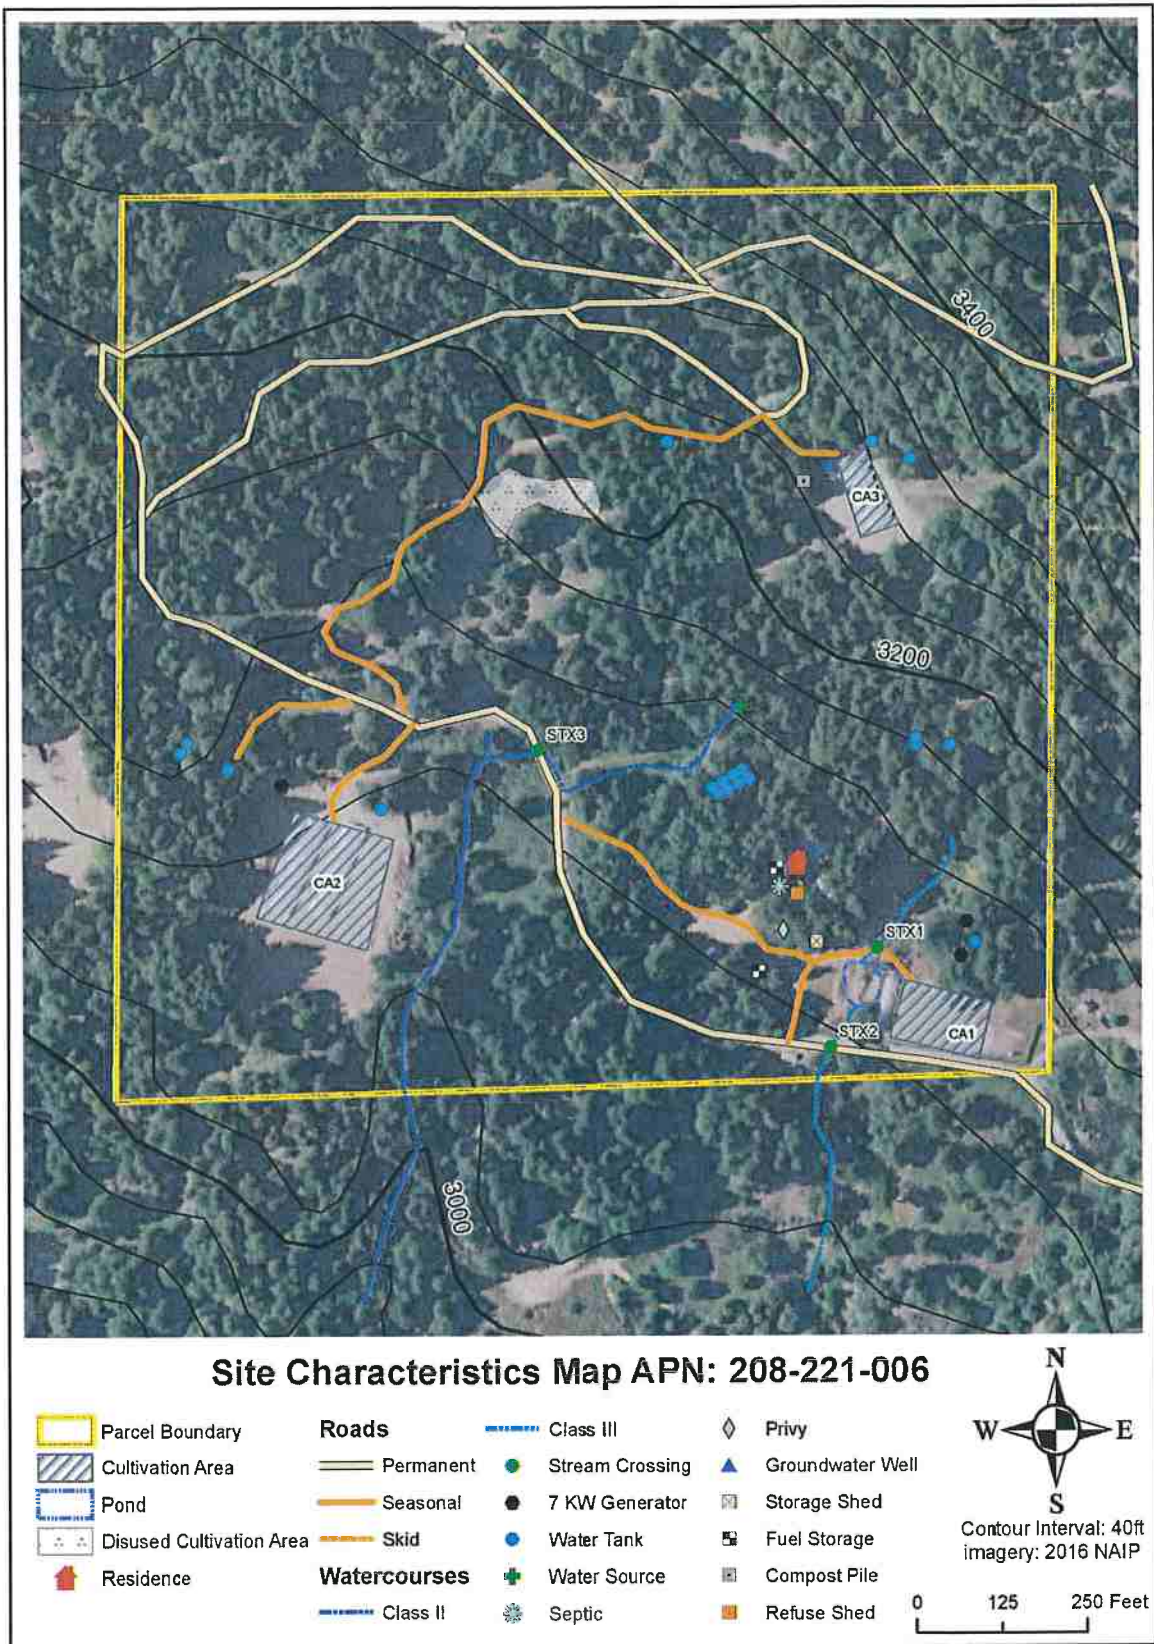 3400
CA3
3200
STX3
CA2
STX1
STX2
CA1
3000
Site Characteristics Map APN: 208-221-006
N
W
E
S
Parcel Boundary
Cultivation Area
Pond
Disused Cultivation Area
Residence
Roads
Permanent
Seasonal
Skid
Watercourses
Class II
Class III
Stream Crossing
7 KW Generator
Water Tank
Water Source
Septic
Privy
Groundwater Well
Storage Shed
Fuel Storage
Compost Pile
Refuse Shed
Contour Interval: 40ft
imagery: 2016 NAIP
0 125 250 Feet